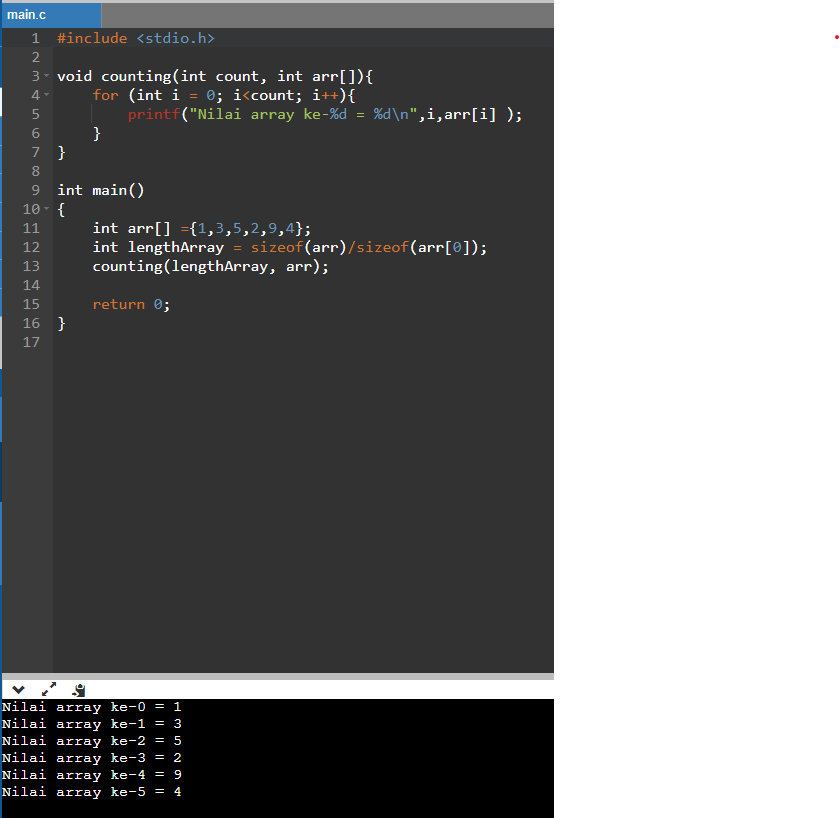 main.c
1 #include <stdio.h>
2
3 void counting(int count, int arr[]){
4     for (int i = 0; i<count; i++){
5         printf("Nilai array ke-%d = %d\n",i,arr[i] );
6     }
7 }
8
9 int main()
10 {
11     int arr[] ={1,3,5,2,9,4};
12     int lengthArray = sizeof(arr)/sizeof(arr[0]);
13     counting(lengthArray, arr);
14
15     return 0;
16 }
17
Nilai array ke-0 = 1
Nilai array ke-1 = 3
Nilai array ke-2 = 5
Nilai array ke-3 = 2
Nilai array ke-4 = 9
Nilai array ke-5 = 4